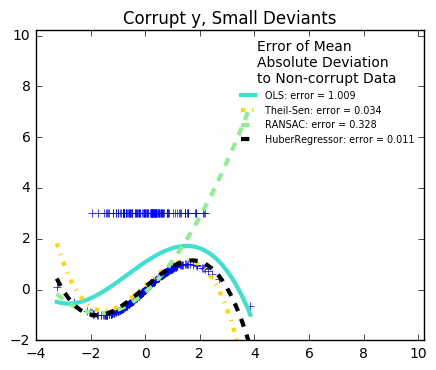 Corrupt y, Small Deviants
Error of Mean
Absolute Deviation
to Non-corrupt Data
OLS: error = 1.009
Theil-Sen: error = 0.034
RANSAC: error = 0.328
HuberRegressor: error = 0.011
10
8
6
4
2
0
−2
−4 −2 0 2 4 6 8 10